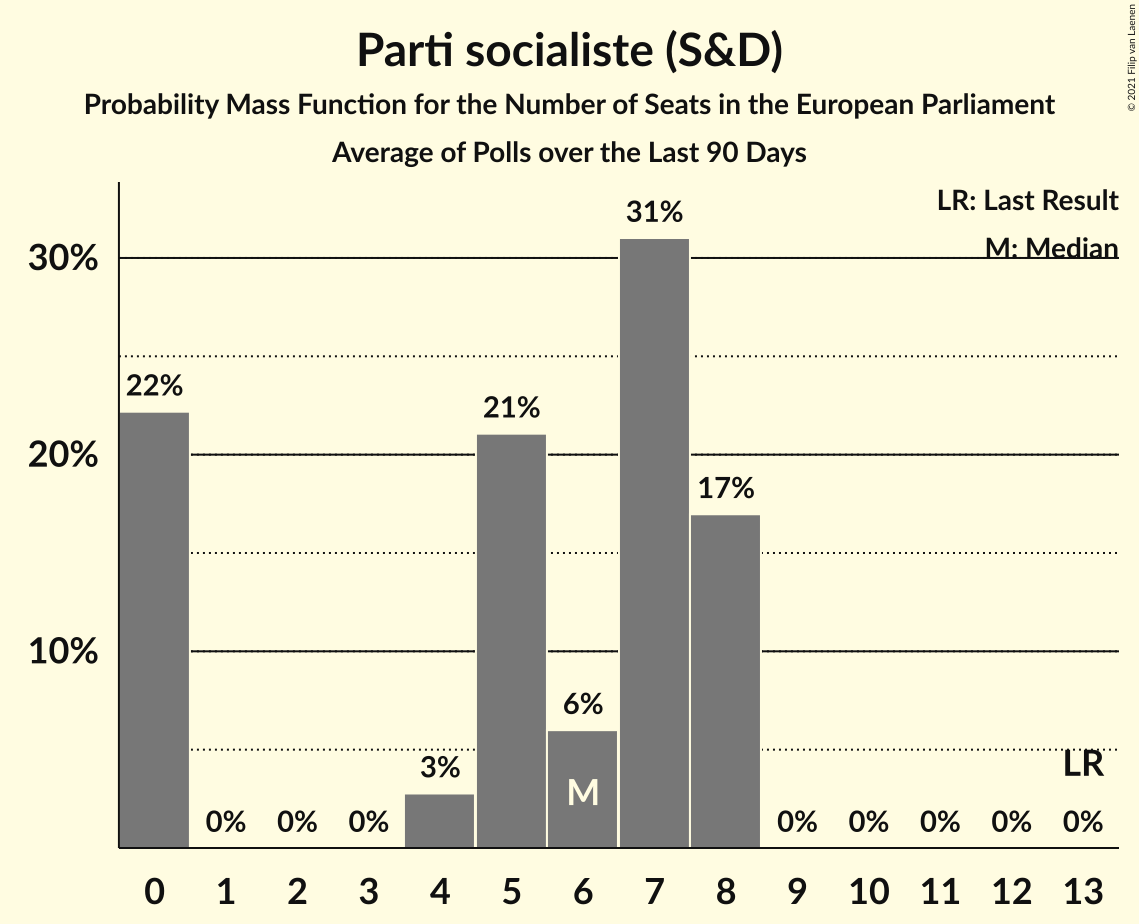 Parti socialiste (S&D)
Probability Mass Function for the Number of Seats in the European Parliament
Average of Polls over the Last 90 Days
© 2021 Filip van Laenen
LR: Last Result
M: Median
31%
30%
22%
21%
20%
17%
10%
6%
3%
M
LR
0% 0% 0% 0% 0% 0% 0% 0%
0 1 2 3 4 5 6 7 8 9 10 11 12 13